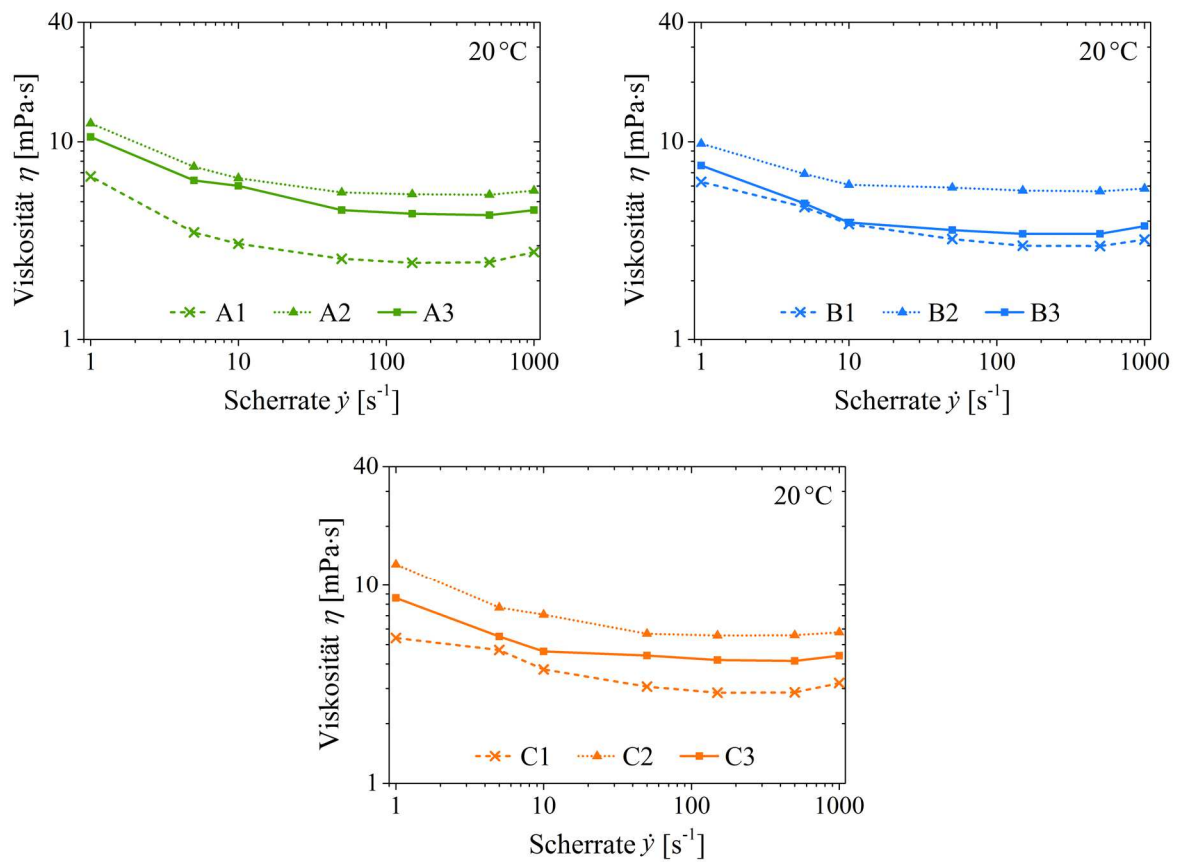 40
20 °C
Viskosität η [mPa·s]
10
A1 A2 A3
1
1 10 100 1000
Scherrate ẏ [s⁻¹]
40
20 °C
Viskosität η [mPa·s]
10
B1 B2 B3
1
1 10 100 1000
Scherrate ẏ [s⁻¹]
40
20 °C
Viskosität η [mPa·s]
10
C1 C2 C3
1
1 10 100 1000
Scherrate ẏ [s⁻¹]